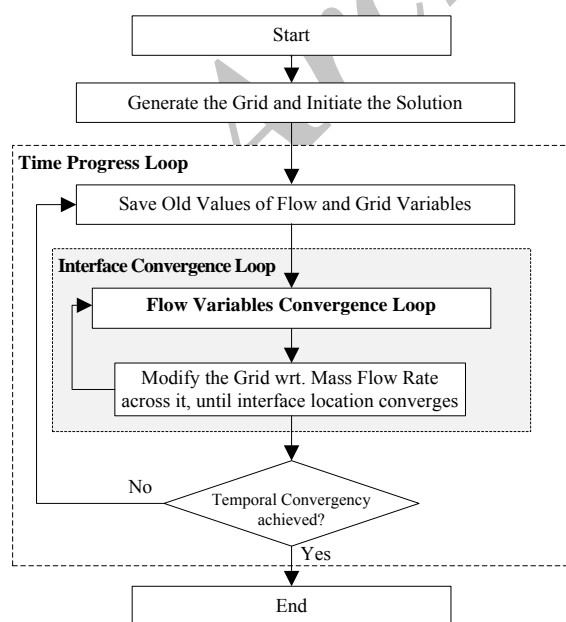 Start
Generate the Grid and Initiate the Solution
Time Progress Loop
Save Old Values of Flow and Grid Variables
Interface Convergence Loop
Flow Variables Convergence Loop
Modify the Grid wrt. Mass Flow Rate
across it, until interface location converges
No
Temporal Convergency
achieved?
Yes
End